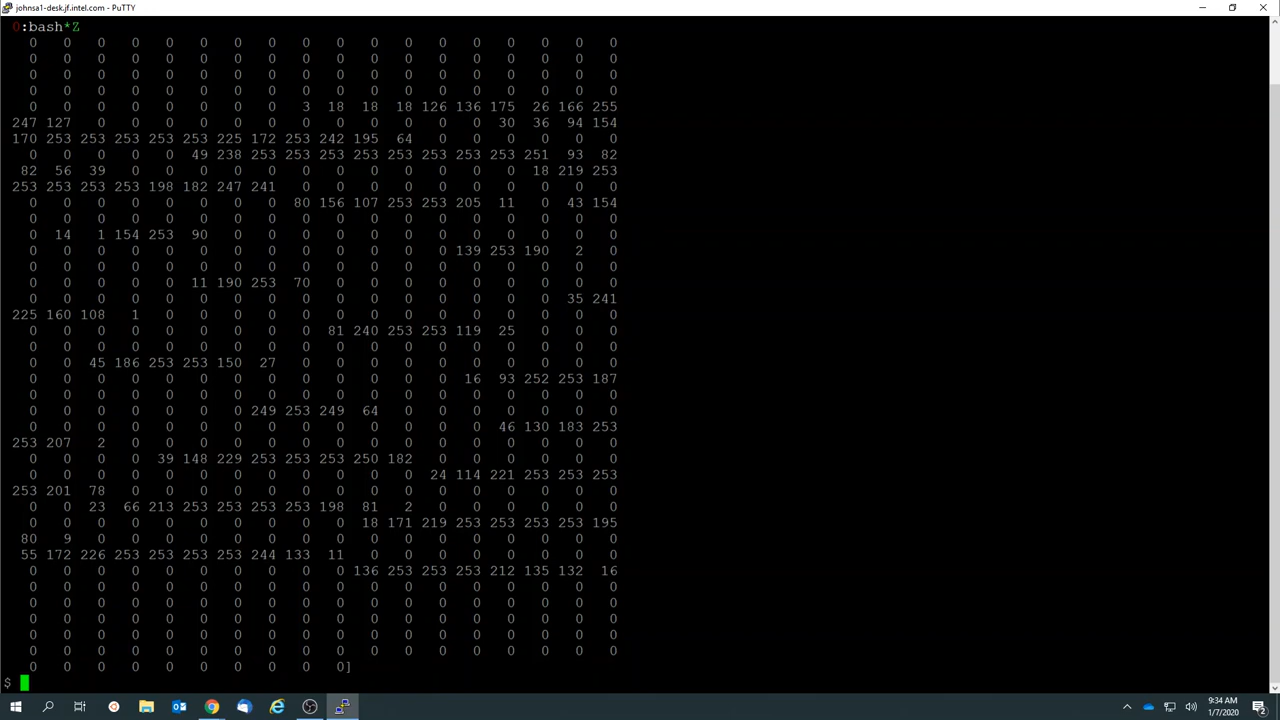 johnsa1-desk.jf.intel.com - PuTTY
0:bash*Z
0 0 0 0 0 0 0 0 0 0 0 0 0 0 0 0 0 0
0 0 0 0 0 0 0 0 0 0 0 0 0 0 0 0 0 0
0 0 0 0 0 0 0 0 0 0 0 0 0 0 0 0 0 0
0 0 0 0 0 0 0 0 0 0 0 0 0 0 0 0 0 0
0 0 0 0 0 0 0 0 3 18 18 18 126 136 175 26 166 255
247 127 0 0 0 0 0 0 0 0 0 0 0 0 30 36 94 154
170 253 253 253 253 253 225 172 253 242 195 64 0 0 0 0 0 0
0 0 0 0 0 49 238 253 253 253 253 253 253 253 253 251 93 82
82 56 39 0 0 0 0 0 0 0 0 0 0 0 0 18 219 253
253 253 253 253 198 182 247 241 0 0 0 0 0 0 0 0 0 0
0 0 0 0 0 0 0 0 80 156 107 253 253 205 11 0 43 154
0 0 0 0 0 0 0 0 0 0 0 0 0 0 0 0 0 0
0 14 1 154 253 90 0 0 0 0 0 0 0 0 0 0 0 0
0 0 0 0 0 0 0 0 0 0 0 0 0 139 253 190 2 0
0 0 0 0 0 0 0 0 0 0 0 0 0 0 0 0 0 0
0 0 0 0 0 11 190 253 70 0 0 0 0 0 0 0 0 0
0 0 0 0 0 0 0 0 0 0 0 0 0 0 0 0 35 241
225 160 108 1 0 0 0 0 0 0 0 0 0 0 0 0 0 0
0 0 0 0 0 0 0 0 0 81 240 253 253 119 25 0 0 0
0 0 0 0 0 0 0 0 0 0 0 0 0 0 0 0 0 0
0 0 45 186 253 253 150 27 0 0 0 0 0 0 0 0 0 0
0 0 0 0 0 0 0 0 0 0 0 0 0 16 93 252 253 187
0 0 0 0 0 0 0 0 0 0 0 0 0 0 0 0 0 0
0 0 0 0 0 0 0 249 253 249 64 0 0 0 0 0 0 0
0 0 0 0 0 0 0 0 0 0 0 0 0 0 46 130 183 253
253 207 2 0 0 0 0 0 0 0 0 0 0 0 0 0 0 0
0 0 0 0 39 148 229 253 253 253 250 182 0 0 0 0 0 0
0 0 0 0 0 0 0 0 0 0 0 0 24 114 221 253 253 253
253 201 78 0 0 0 0 0 0 0 0 0 0 0 0 0 0 0
0 0 23 66 213 253 253 253 253 198 81 2 0 0 0 0 0 0
0 0 0 0 0 0 0 0 0 0 18 171 219 253 253 253 253 195
80 9 0 0 0 0 0 0 0 0 0 0 0 0 0 0 0 0
55 172 226 253 253 253 253 244 133 11 0 0 0 0 0 0 0 0
0 0 0 0 0 0 0 0 0 0 136 253 253 253 212 135 132 16
0 0 0 0 0 0 0 0 0 0 0 0 0 0 0 0 0 0
0 0 0 0 0 0 0 0 0 0 0 0 0 0 0 0 0 0
0 0 0 0 0 0 0 0 0 0 0 0 0 0 0 0 0 0
0 0 0 0 0 0 0 0 0 0 0 0 0 0 0 0 0 0
0 0 0 0 0 0 0 0 0 0 0 0 0 0 0 0 0 0
0 0 0 0 0 0 0 0 0 0]
$
9:34 AM
1/7/2020
2